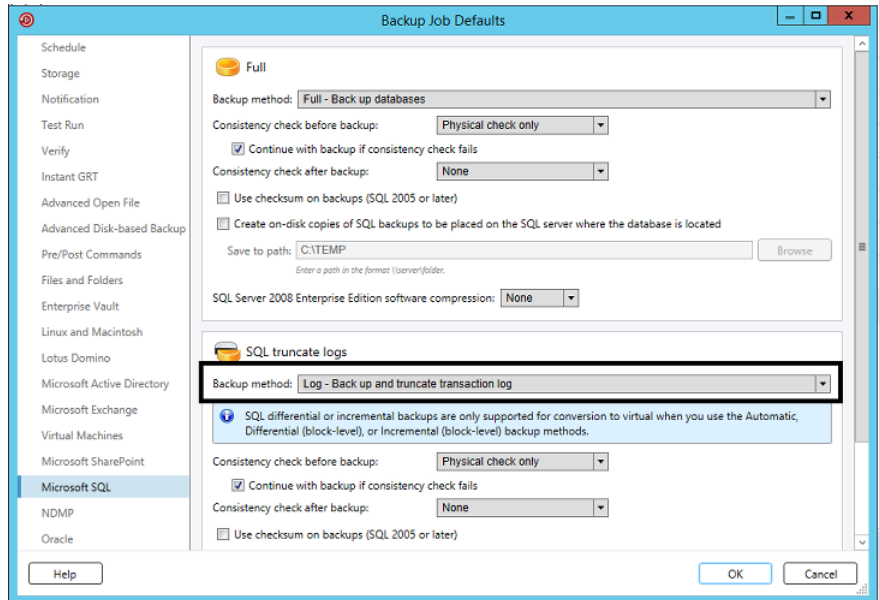 Backup Job Defaults
Schedule
Storage
Notification
Test Run
Verify
Instant GRT
Advanced Open File
Advanced Disk-based Backup
Pre/Post Commands
Files and Folders
Enterprise Vault
Linux and Macintosh
Lotus Domino
Microsoft Active Directory
Microsoft Exchange
Virtual Machines
Microsoft SharePoint
Microsoft SQL
NDMP
Oracle
Full
Backup method: Full - Back up databases
Consistency check before backup: Physical check only
Continue with backup if consistency check fails
Consistency check after backup: None
Use checksum on backups (SQL 2005 or later)
Create on-disk copies of SQL backups to be placed on the SQL server where the database is located
Save to path: C:\TEMP Browse
Enter a path in the format \\server\folder.
SQL Server 2008 Enterprise Edition software compression: None
SQL truncate logs
Backup method: Log - Back up and truncate transaction log
SQL differential or incremental backups are only supported for conversion to virtual when you use the Automatic,
Differential (block-level), or Incremental (block-level) backup methods.
Consistency check before backup: Physical check only
Continue with backup if consistency check fails
Consistency check after backup: None
Use checksum on backups (SQL 2005 or later)
Help OK Cancel